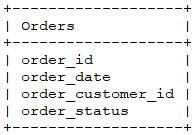 +-------------------+
| Orders            |
+-------------------+
| order_id          |
| order_date        |
| order_customer_id |
| order_status      |
+-------------------+